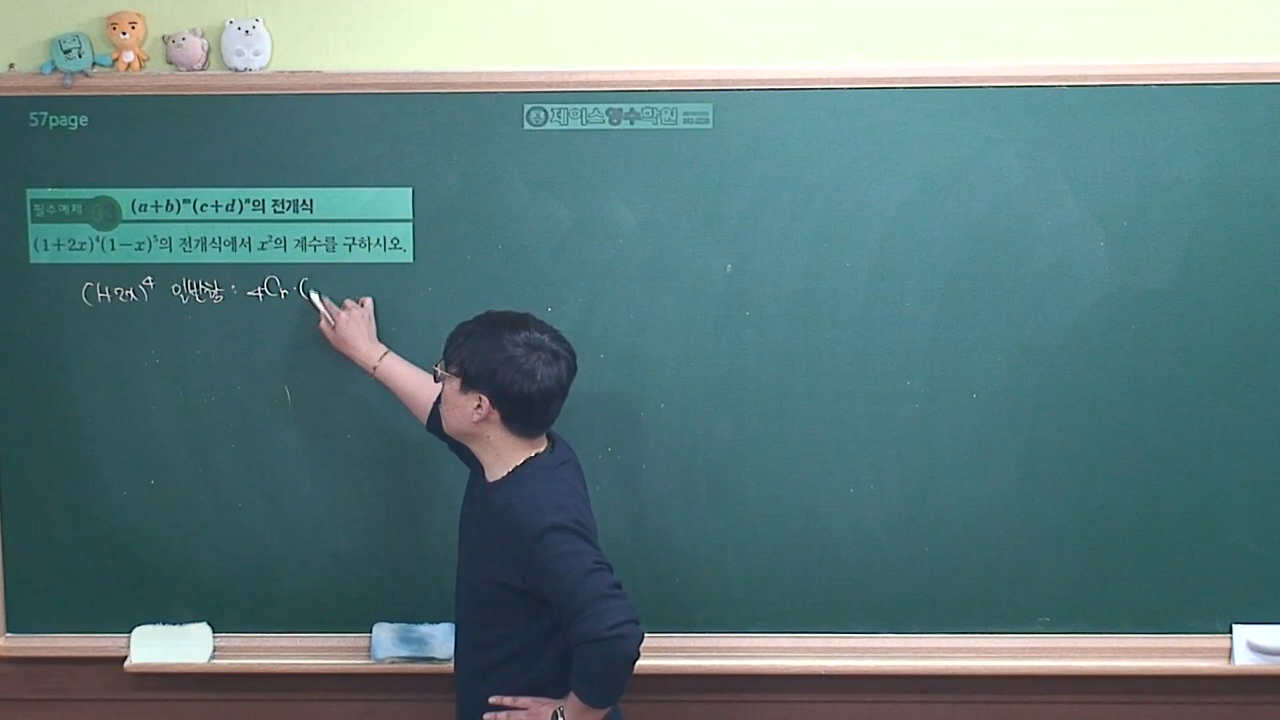 57page
제이스영수학원
필수예제 03 (a+b)ᵐ(c+d)ⁿ의 전개식
(1+2x)⁴(1-x)⁵의 전개식에서 x²의 계수를 구하시오.
(1+2x)⁴ 일반항 : ₄Cᵣ·(